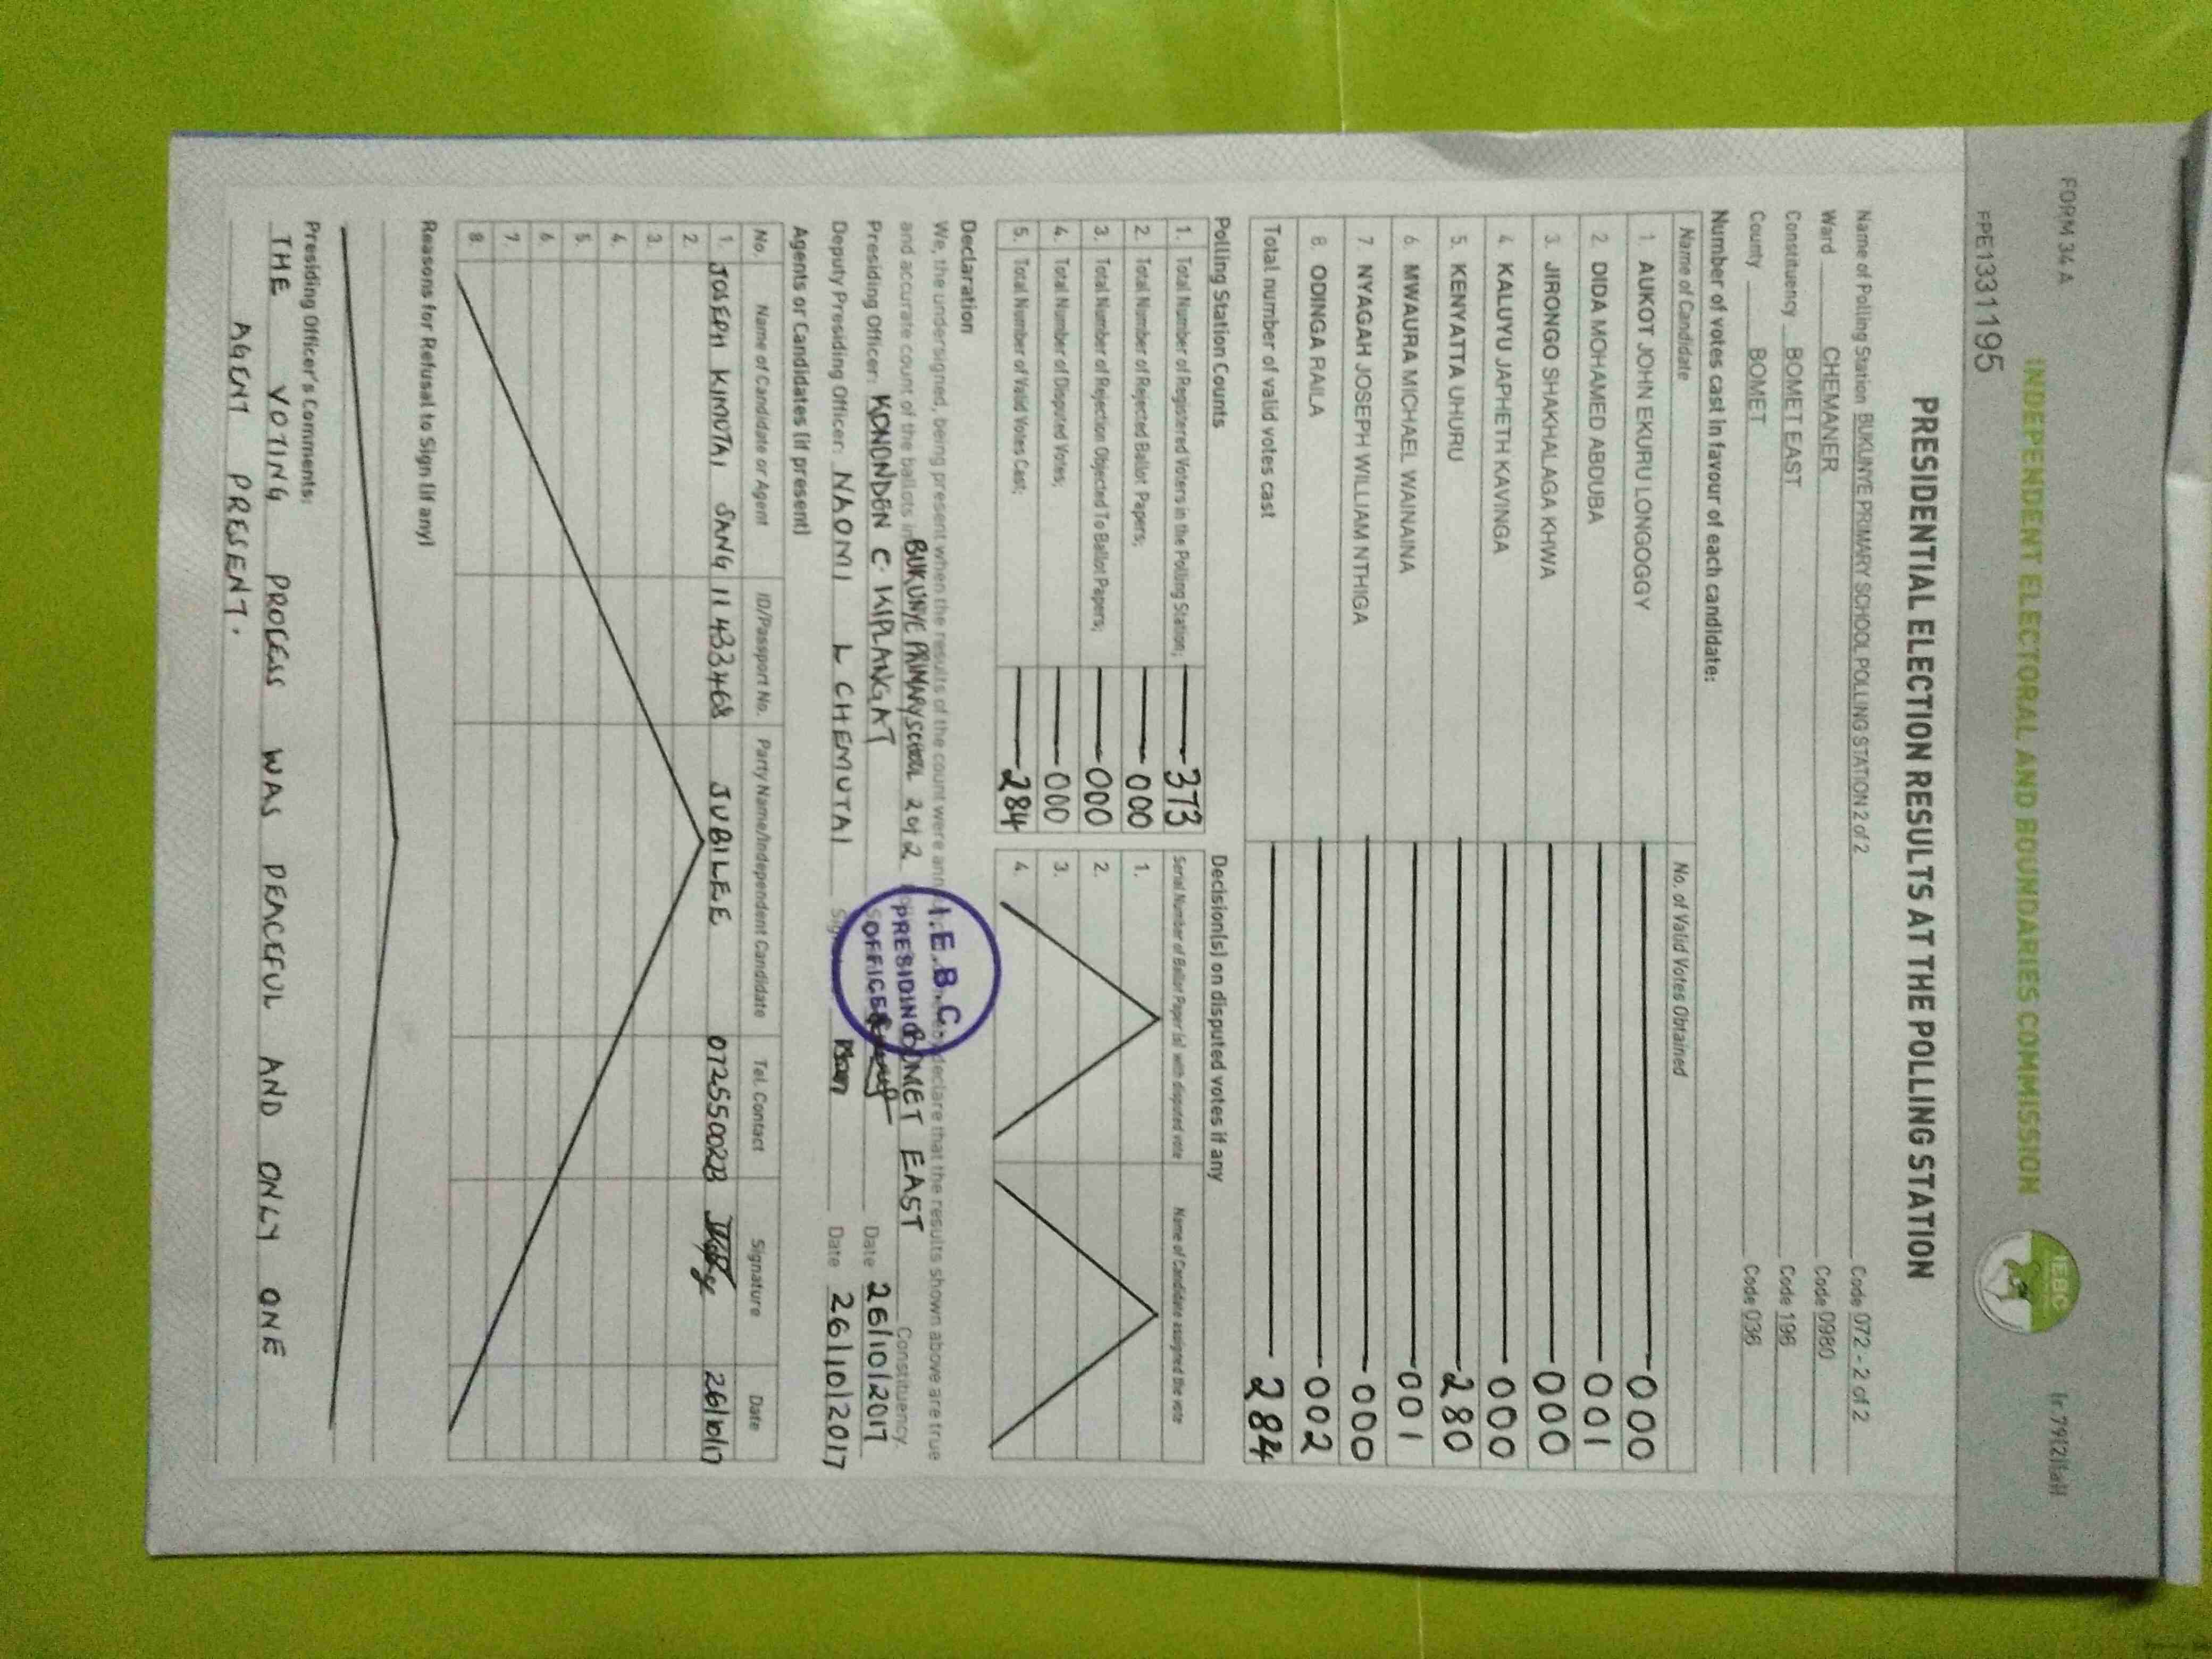 FORM 34 A
INDEPENDENT ELECTORAL AND BOUNDARIES COMMISSION
IEBC
FPE1331195
PRESIDENTIAL ELECTION RESULTS AT THE POLLING STATION
Name of Polling Station BUKUNYE PRIMARY SCHOOL POLLING STATION 2 of 2 Code 072 - 2 of 2
Ward CHEMANER Code 0980
Constituency BOMET EAST Code 196
County BOMET Code 036
Number of votes cast in favour of each candidate:
Name of Candidate No. of Valid Votes Obtained
1. AUKOT JOHN EKURU LONGOGGY 000
2. DIDA MOHAMED ABDUBA 001
3. JIRONGO SHAKHALAGA KHWA 000
4. KALUYU JAPHETH KAVINGA 000
5. KENYATTA UHURU 280
6. MWAURA MICHAEL WAINAINA 001
7. NYAGAH JOSEPH WILLIAM NTHIGA 000
8. ODINGA RAILA 002
Total number of valid votes cast 284
Polling Station Counts
1. Total Number of Registered Voters in the Polling Station; 373
2. Total Number of Rejected Ballot Papers; 000
3. Total Number of Rejection Objected To Ballot Papers; 000
4. Total Number of Disputed Votes; 000
5. Total Number of Valid Votes Cast; 284
Decision(s) on disputed votes if any
Serial Number of Ballot Paper (s) with disputed vote Name of Candidate assigned the vote
1.
2.
3.
4.
Declaration
We, the undersigned, being present when the results of the count were declare that the results shown above are true
and accurate count of the ballots in BUKUNYE PRIMARY SCHOOL 2 of 2 BOMET EAST Constituency
Presiding Officer: KONONDON C. KIPLANGAT Date 26/10/2017
Deputy Presiding Officer: NAOMI L CHEMUTAI Date 26/10/2017
I.E.B.C
PRESIDING
OFFICER
Agents or Candidates (if present)
No. Name of Candidate or Agent ID/Passport No. Party Name/Independent Candidate Tel. Contact Signature Date
1. JOSEPH KIMUTAI SANG 11433468 JUBILEE 26/10/17
2.
3.
4.
5.
6.
7.
8.
Reasons for Refusal to Sign (if any)
Presiding Officer's Comments:
THE VOTING PROCESS WAS PEACEFUL AND ONLY ONE
AGENT PRESENT.